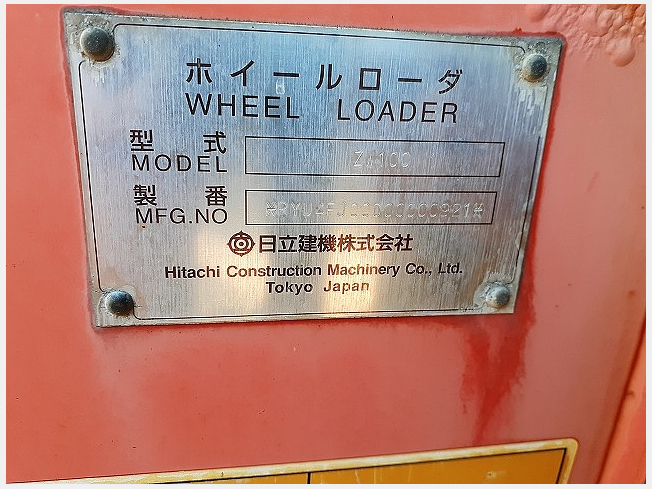 ホイールローダ
WHEEL LOADER
型式 ZW100
MODEL
製番
MFG.NO
日立建機株式会社
Hitachi Construction Machinery Co., Ltd.
Tokyo Japan